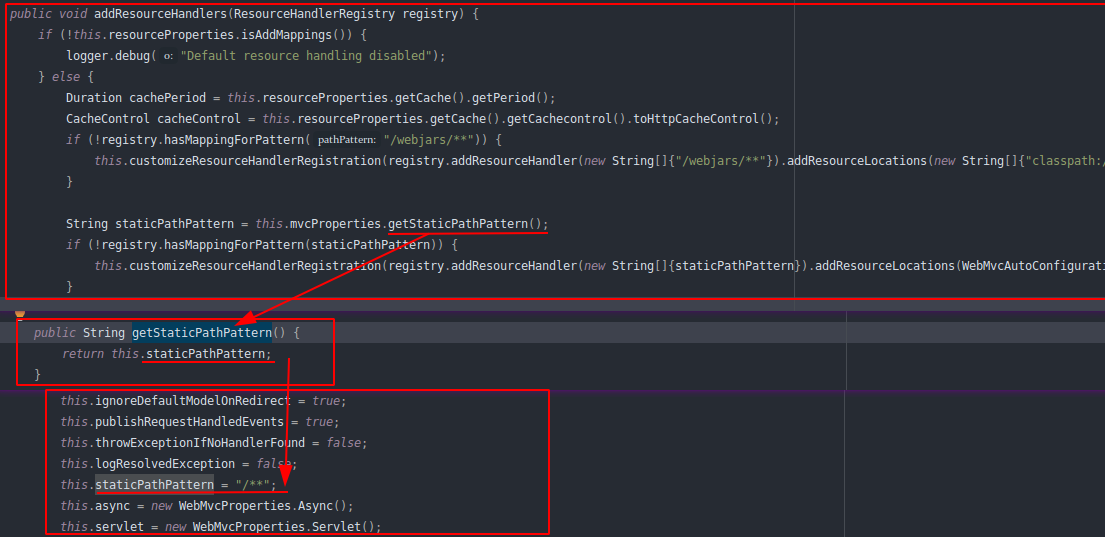 public void addResourceHandlers(ResourceHandlerRegistry registry) {
    if (!this.resourceProperties.isAddMappings()) {
        logger.debug( o: "Default resource handling disabled");
    } else {
        Duration cachePeriod = this.resourceProperties.getCache().getPeriod();
        CacheControl cacheControl = this.resourceProperties.getCache().getCachecontrol().toHttpCacheControl();
        if (!registry.hasMappingForPattern( pathPattern: "/webjars/**")) {
            this.customizeResourceHandlerRegistration(registry.addResourceHandler(new String[]{"/webjars/**"}).addResourceLocations(new String[]{"classpath:/
        }
        String staticPathPattern = this.mvcProperties.getStaticPathPattern();
        if (!registry.hasMappingForPattern(staticPathPattern)) {
            this.customizeResourceHandlerRegistration(registry.addResourceHandler(new String[]{staticPathPattern}).addResourceLocations(WebMvcAutoConfigurati
        }
public String getStaticPathPattern() {
    return this.staticPathPattern;
}
this.ignoreDefaultModelOnRedirect = true;
this.publishRequestHandledEvents = true;
this.throwExceptionIfNoHandlerFound = false;
this.logResolvedException = false;
this.staticPathPattern = "/**";
this.async = new WebMvcProperties.Async();
this.servlet = new WebMvcProperties.Servlet();